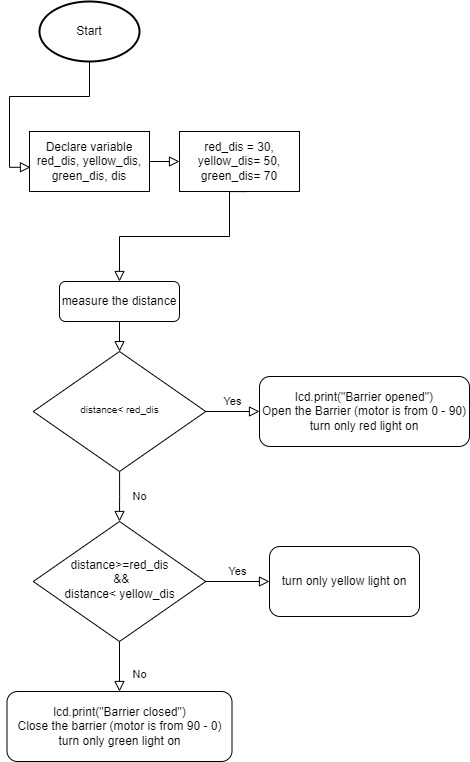 Start
Declare variable
red_dis, yellow_dis,
green_dis, dis
red_dis = 30,
yellow_dis= 50,
green_dis= 70
measure the distance
distance< red_dis
Yes
lcd.print("Barrier opened")
Open the Barrier (motor is from 0 - 90)
turn only red light on
No
distance>=red_dis
&&
distance< yellow_dis
Yes
turn only yellow light on
No
lcd.print("Barrier closed")
Close the barrier (motor is from 90 - 0)
turn only green light on